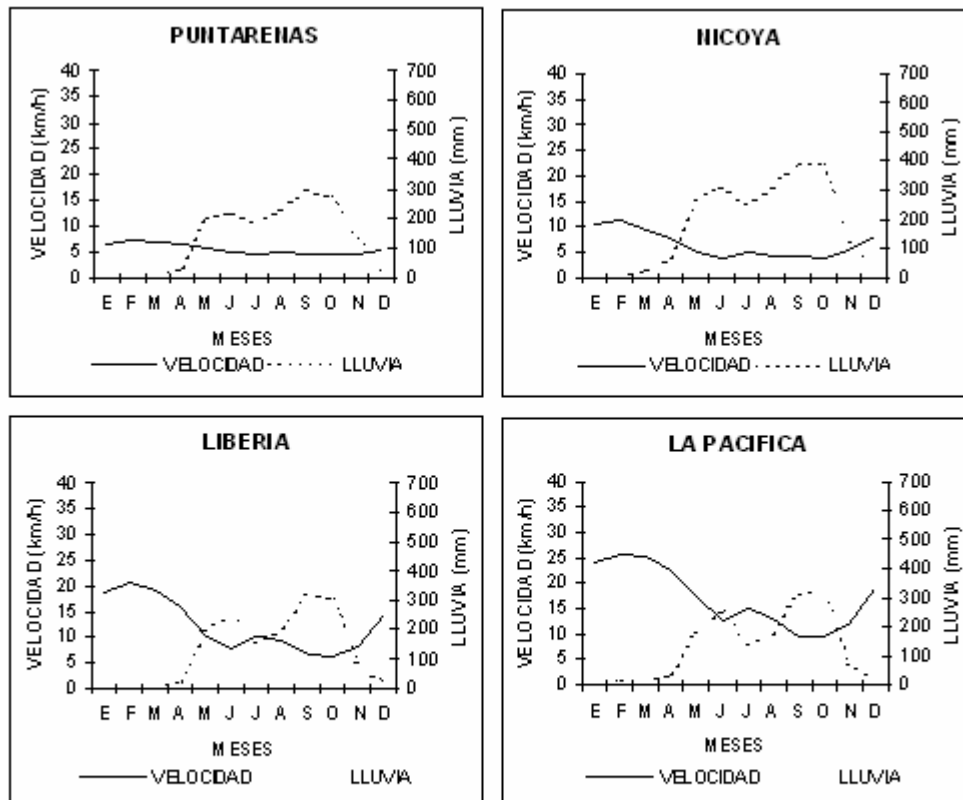 PUNTARENAS
VELOCIDAD (km/h)
40
35
30
25
20
15
10
5
0
700
600
500
400
300
200
100
0
LLUVIA (mm)
E F M A M J J A S O N D
MESES
VELOCIDAD LLUVIA
NICOYA
VELOCIDAD (km/h)
40
35
30
25
20
15
10
5
0
700
600
500
400
300
200
100
0
LLUVIA (mm)
E F M A M J J A S O N D
MESES
VELOCIDAD LLUVIA
LIBERIA
VELOCIDAD (km/h)
40
35
30
25
20
15
10
5
0
700
600
500
400
300
200
100
0
LLUVIA (mm)
E F M A M J J A S O N D
MESES
VELOCIDAD LLUVIA
LA PACIFICA
VELOCIDAD (km/h)
40
35
30
25
20
15
10
5
0
700
600
500
400
300
200
100
0
LLUVIA (mm)
E F M A M J J A S O N D
MESES
VELOCIDAD LLUVIA